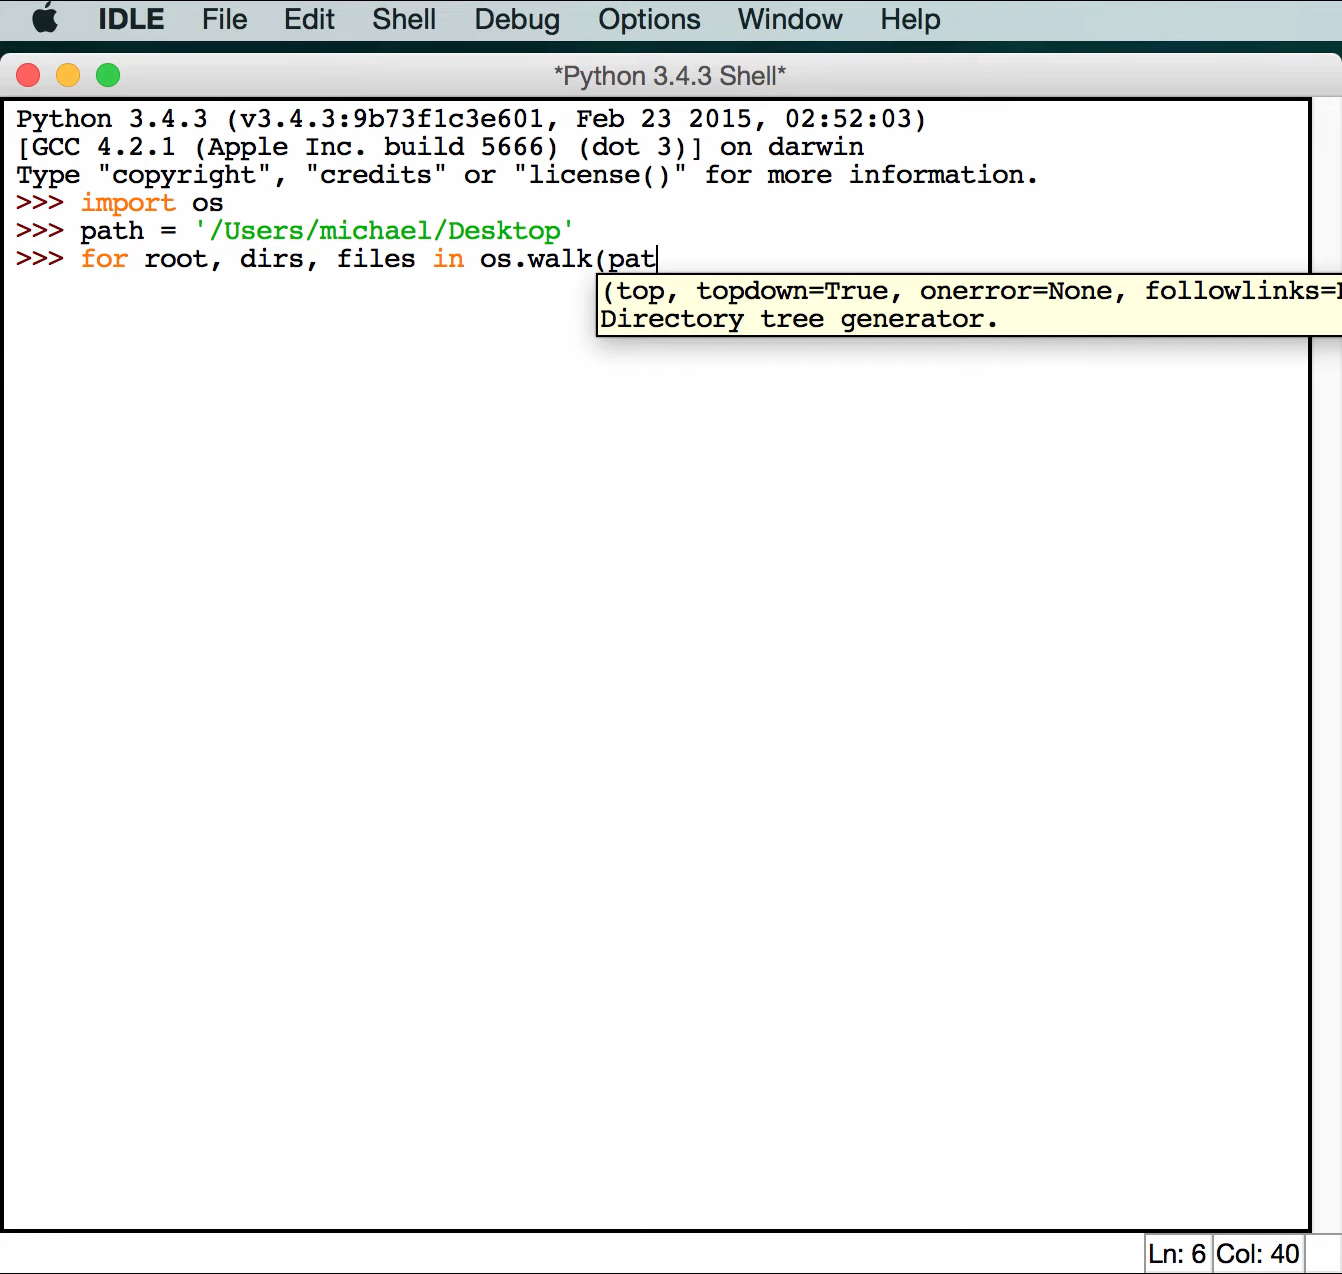 IDLE File Edit Shell Debug Options Window Help
*Python 3.4.3 Shell*
Python 3.4.3 (v3.4.3:9b73f1c3e601, Feb 23 2015, 02:52:03)
[GCC 4.2.1 (Apple Inc. build 5666) (dot 3)] on darwin
Type "copyright", "credits" or "license()" for more information.
>>> import os
>>> path = '/Users/michael/Desktop'
>>> for root, dirs, files in os.walk(pat
(top, topdown=True, onerror=None, followlinks=
Directory tree generator.
Ln: 6 Col: 40